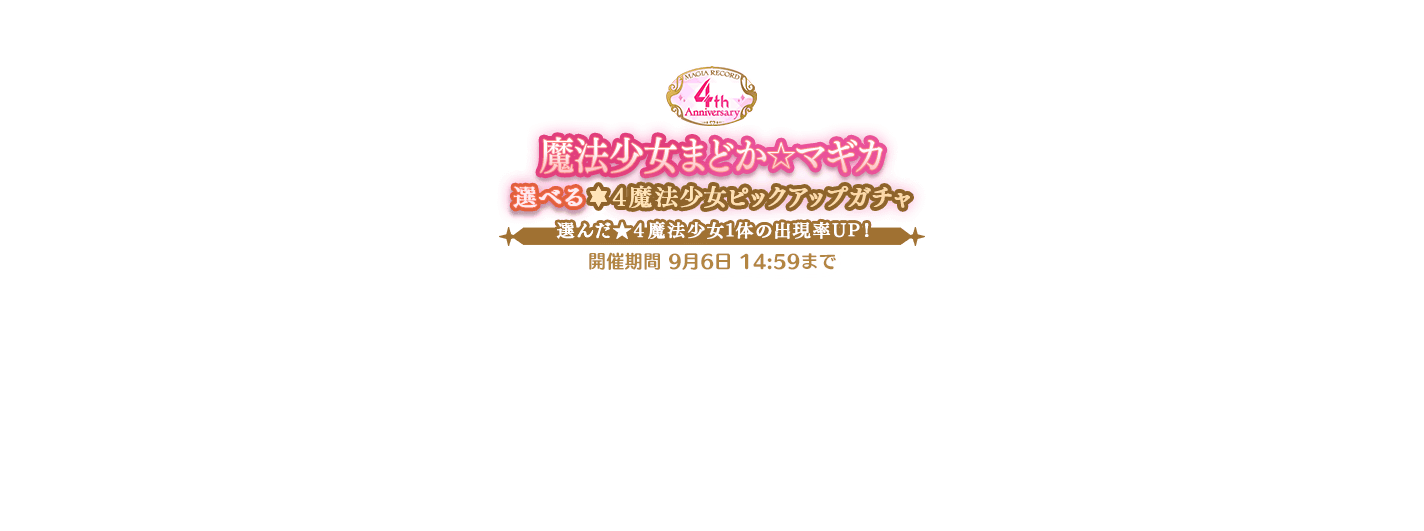 MAGIA RECORD
4th
Anniversary
魔法少女まどか☆マギカ
選べる★4魔法少女ピックアップガチャ
選んだ★4魔法少女1体の出現率UP！
開催期間 9月6日 14:59まで